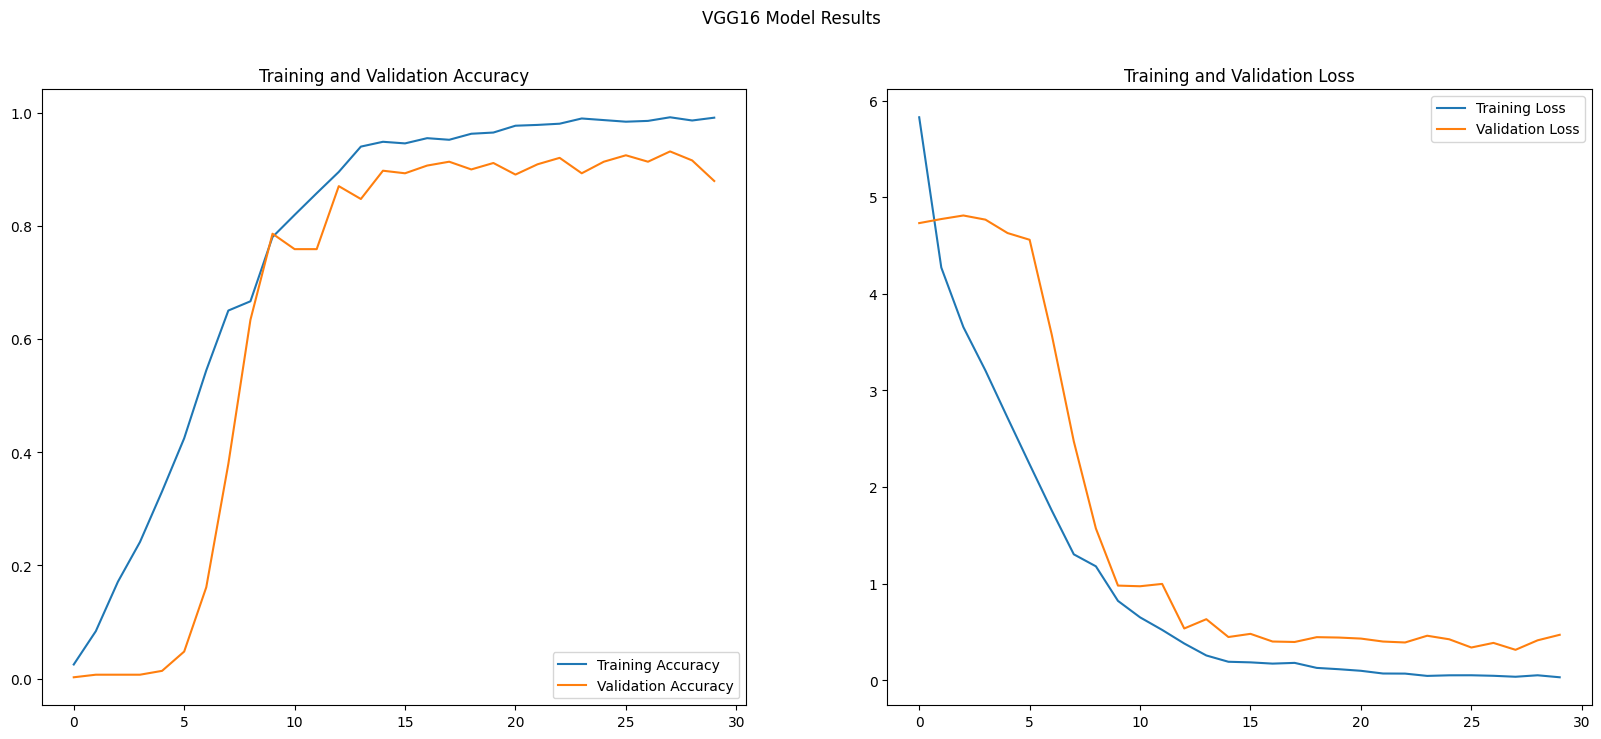 VGG16 Model Results
Training and Validation Accuracy
1.0
0.8
0.6
0.4
0.2
0.0
Training Accuracy
Validation Accuracy
0 5 10 15 20 25 30
Training and Validation Loss
6
5
4
3
2
1
0
Training Loss
Validation Loss
0 5 10 15 20 25 30